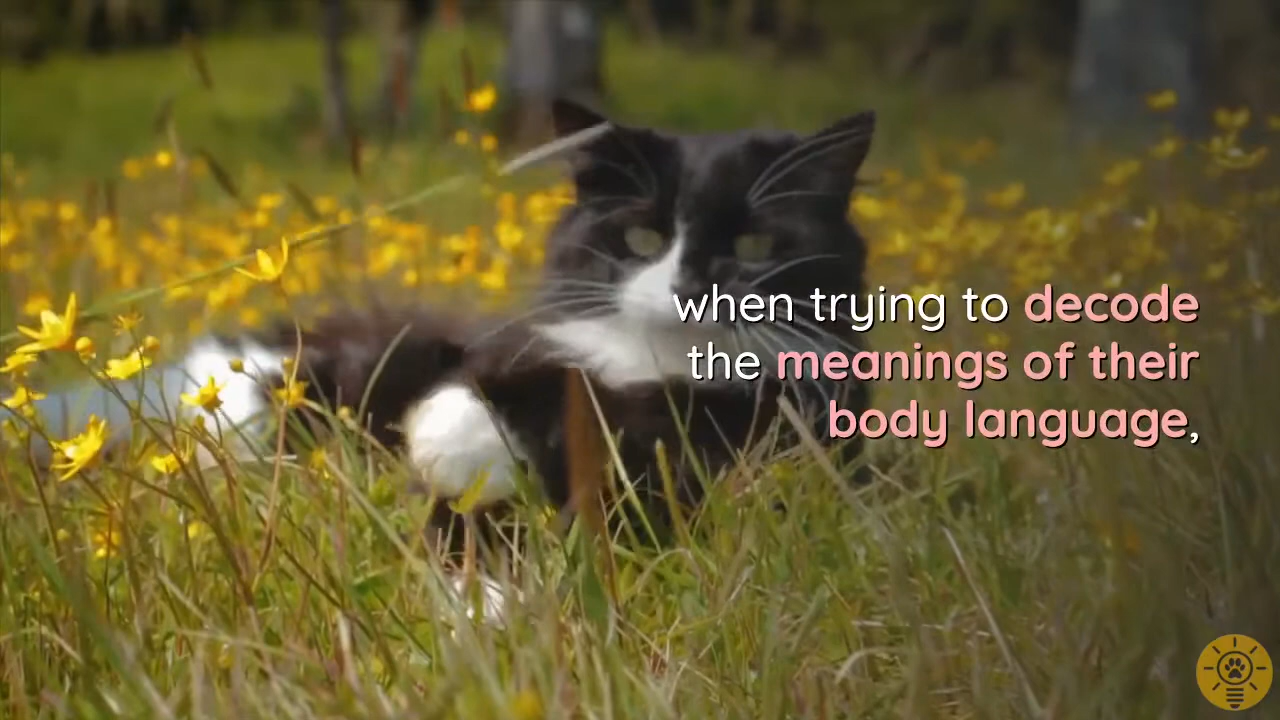 when trying to decode
the meanings of their
body language,